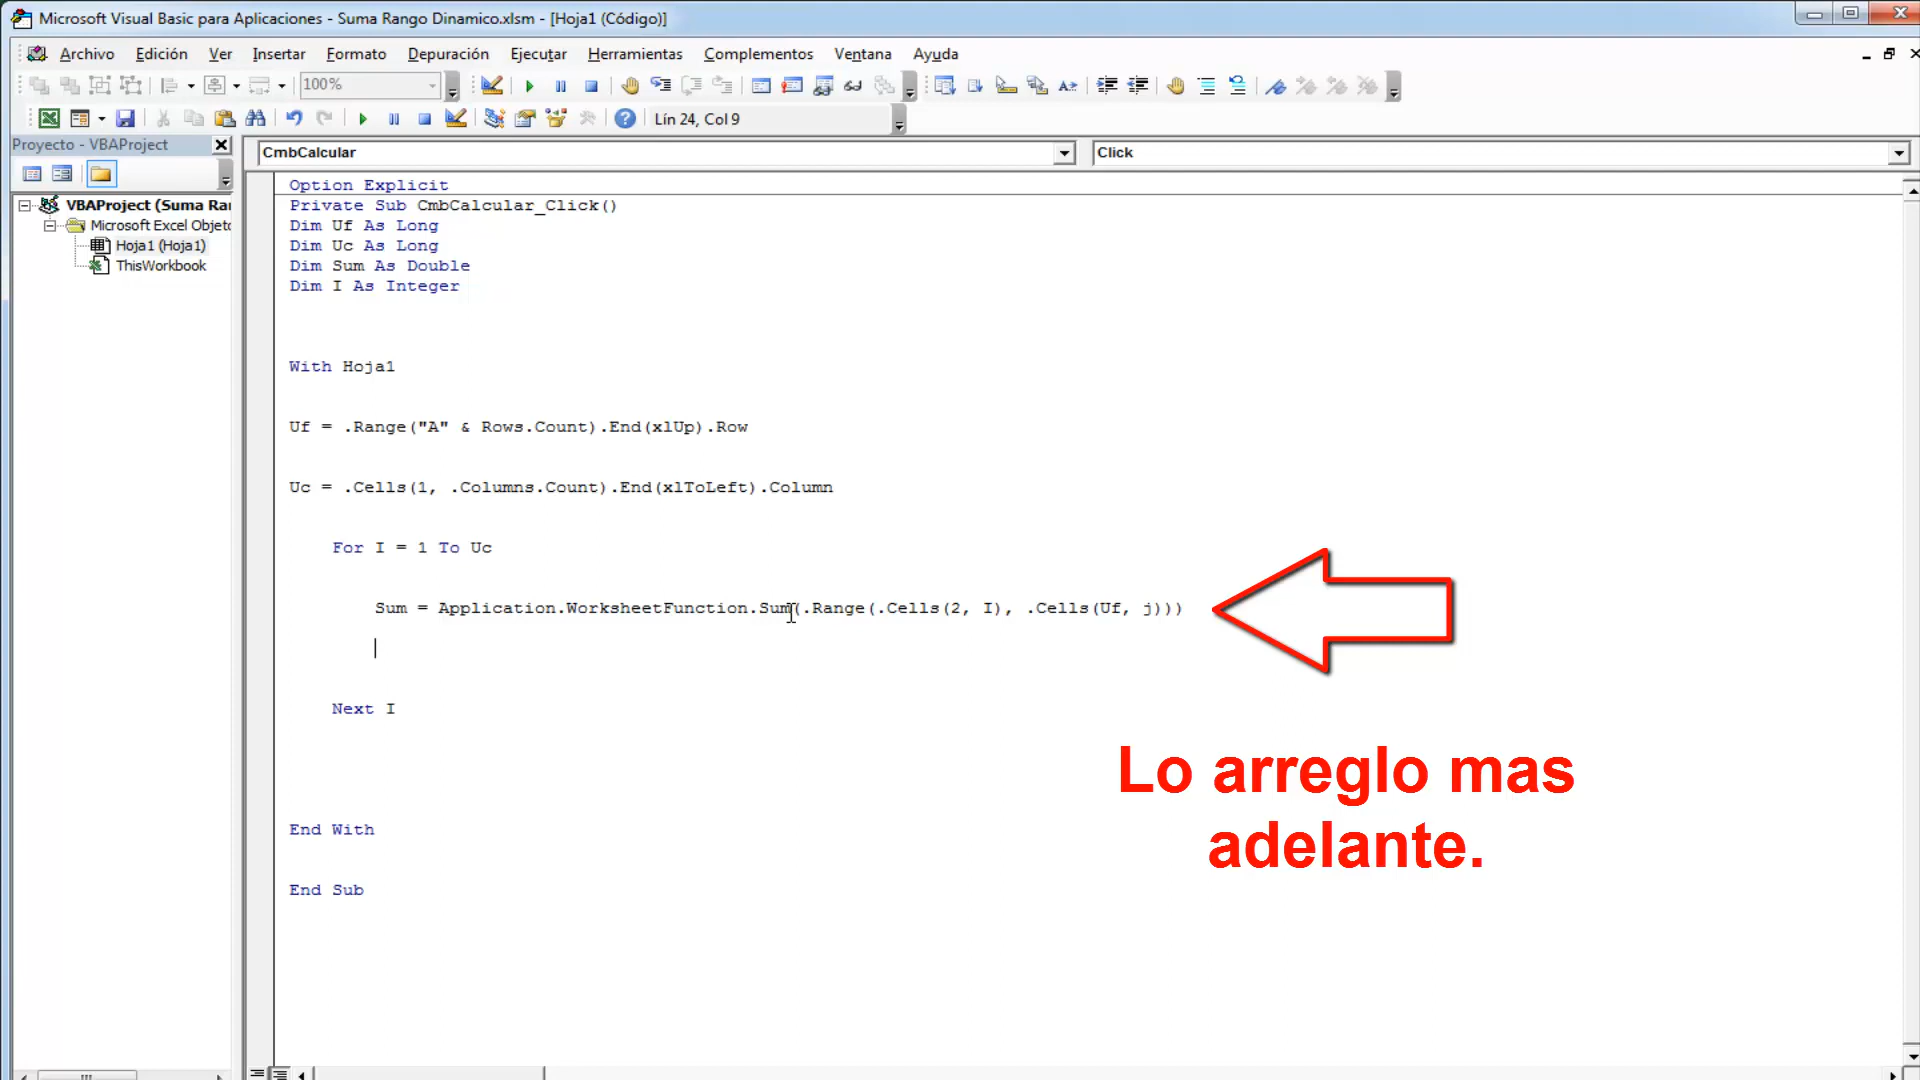 Microsoft Visual Basic para Aplicaciones - Suma Rango Dinamico.xlsm - [Hoja1 (Código)]
Archivo Edición Ver Insertar Formato Depuración Ejecutar Herramientas Complementos Ventana Ayuda
100%
Lín 24, Col 9
Proyecto - VBAProject
CmbCalcular
Click
VBAProject (Suma Ran
Microsoft Excel Objeto
Hoja1 (Hoja1)
ThisWorkbook
Option Explicit
Private Sub CmbCalcular_Click()
Dim Uf As Long
Dim Uc As Long
Dim Sum As Double
Dim I As Integer
With Hoja1
Uf = .Range("A" & Rows.Count).End(xlUp).Row
Uc = .Cells(1, .Columns.Count).End(xlToLeft).Column
For I = 1 To Uc
Sum = Application.WorksheetFunction.Sum(.Range(.Cells(2, I), .Cells(Uf, j)))
Next I
End With
End Sub
Lo arreglo mas
adelante.